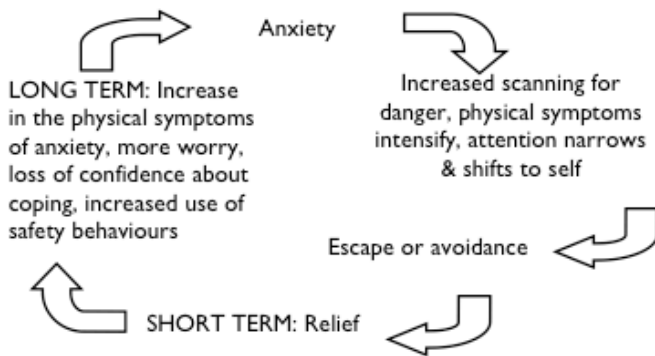 Anxiety
Increased scanning for
danger, physical symptoms
intensify, attention narrows
& shifts to self
Escape or avoidance
SHORT TERM: Relief
LONG TERM: Increase
in the physical symptoms
of anxiety, more worry,
loss of confidence about
coping, increased use of
safety behaviours